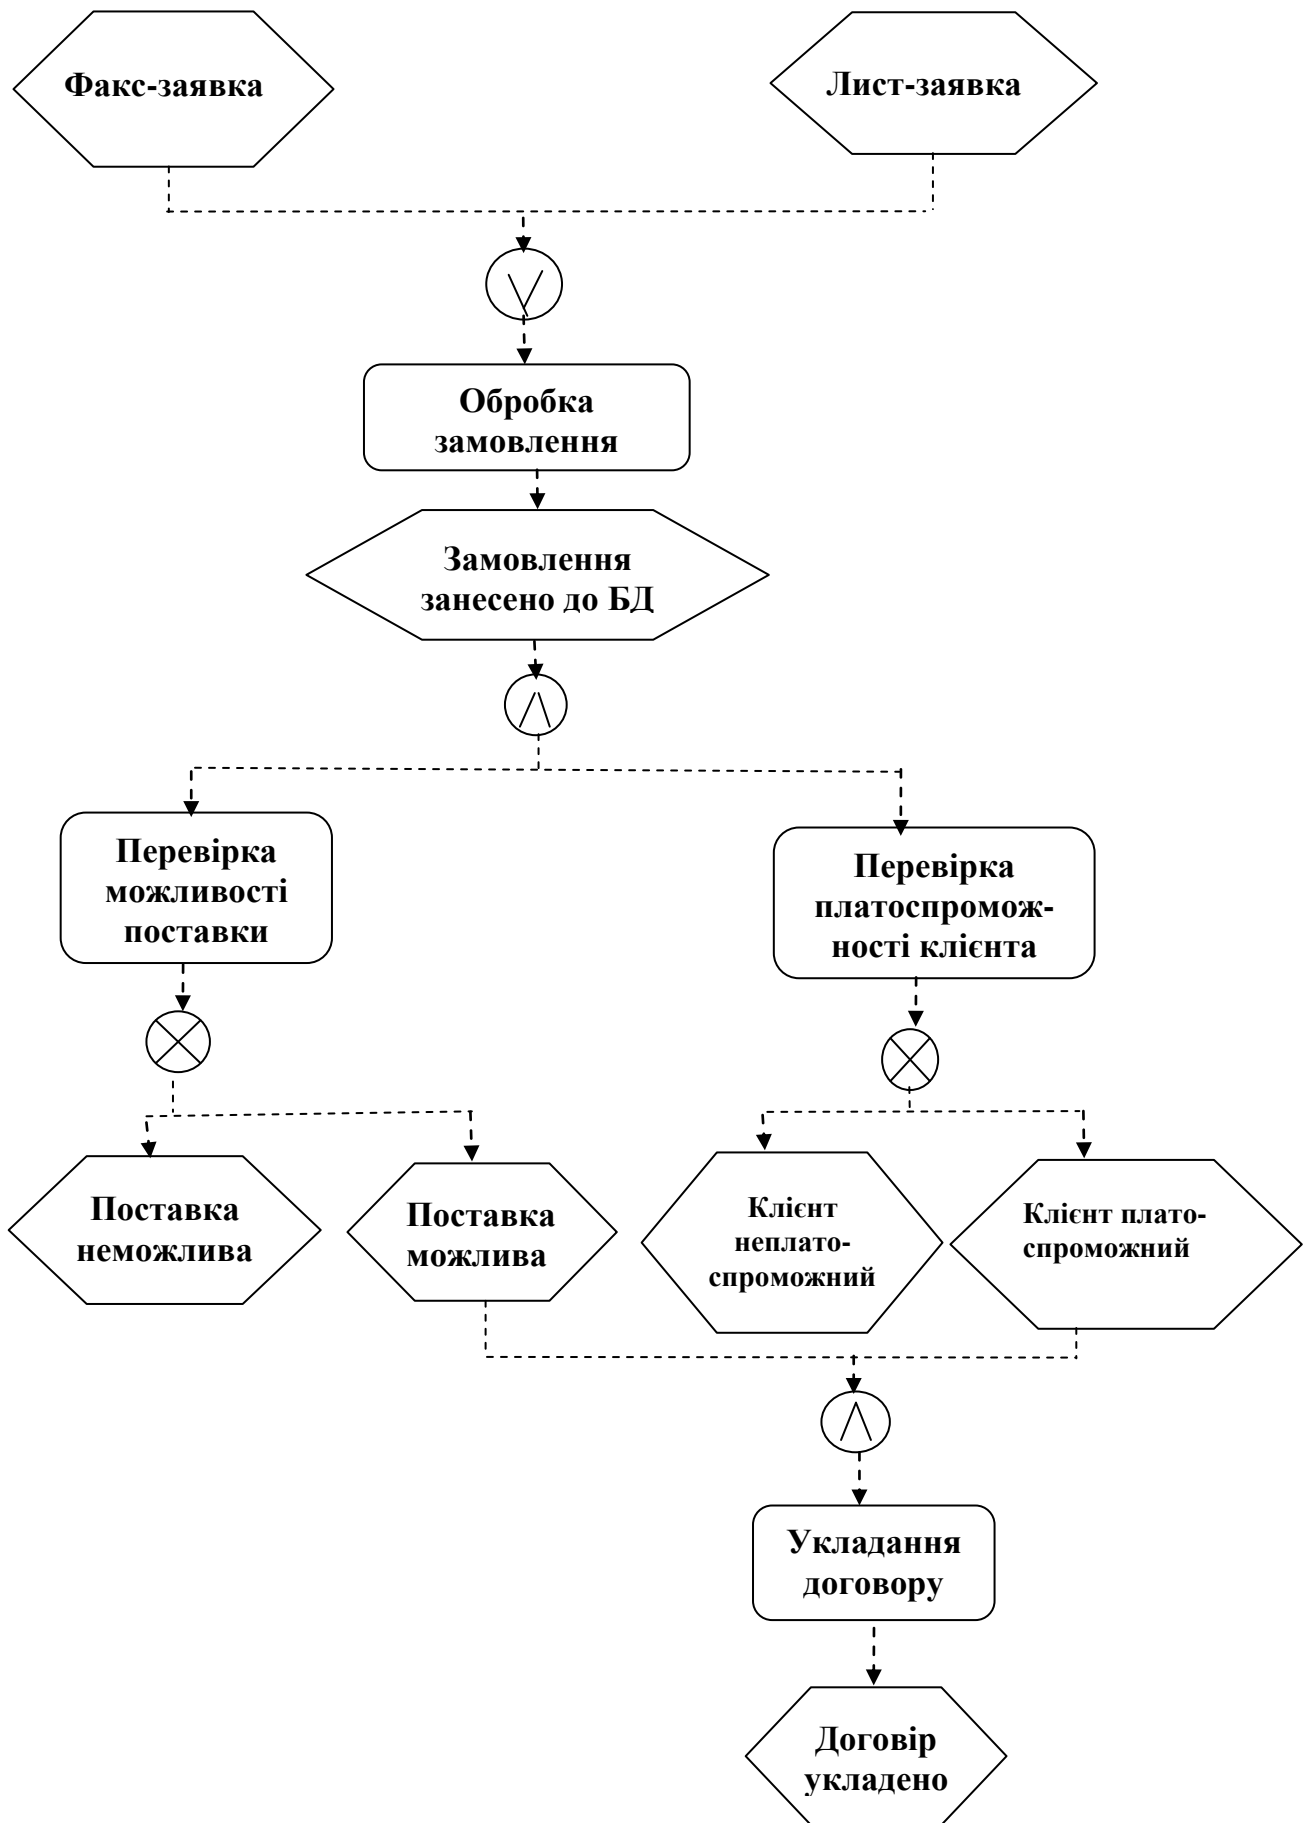 Факс-заявка
Лист-заявка
Обробка
замовлення
Замовлення
занесено до БД
Перевірка
можливості
поставки
Перевірка
платоспромож-
ності клієнта
Поставка
неможлива
Поставка
можлива
Клієнт
неплато-
спроможний
Клієнт плато-
спроможний
Укладання
договору
Договір
укладено